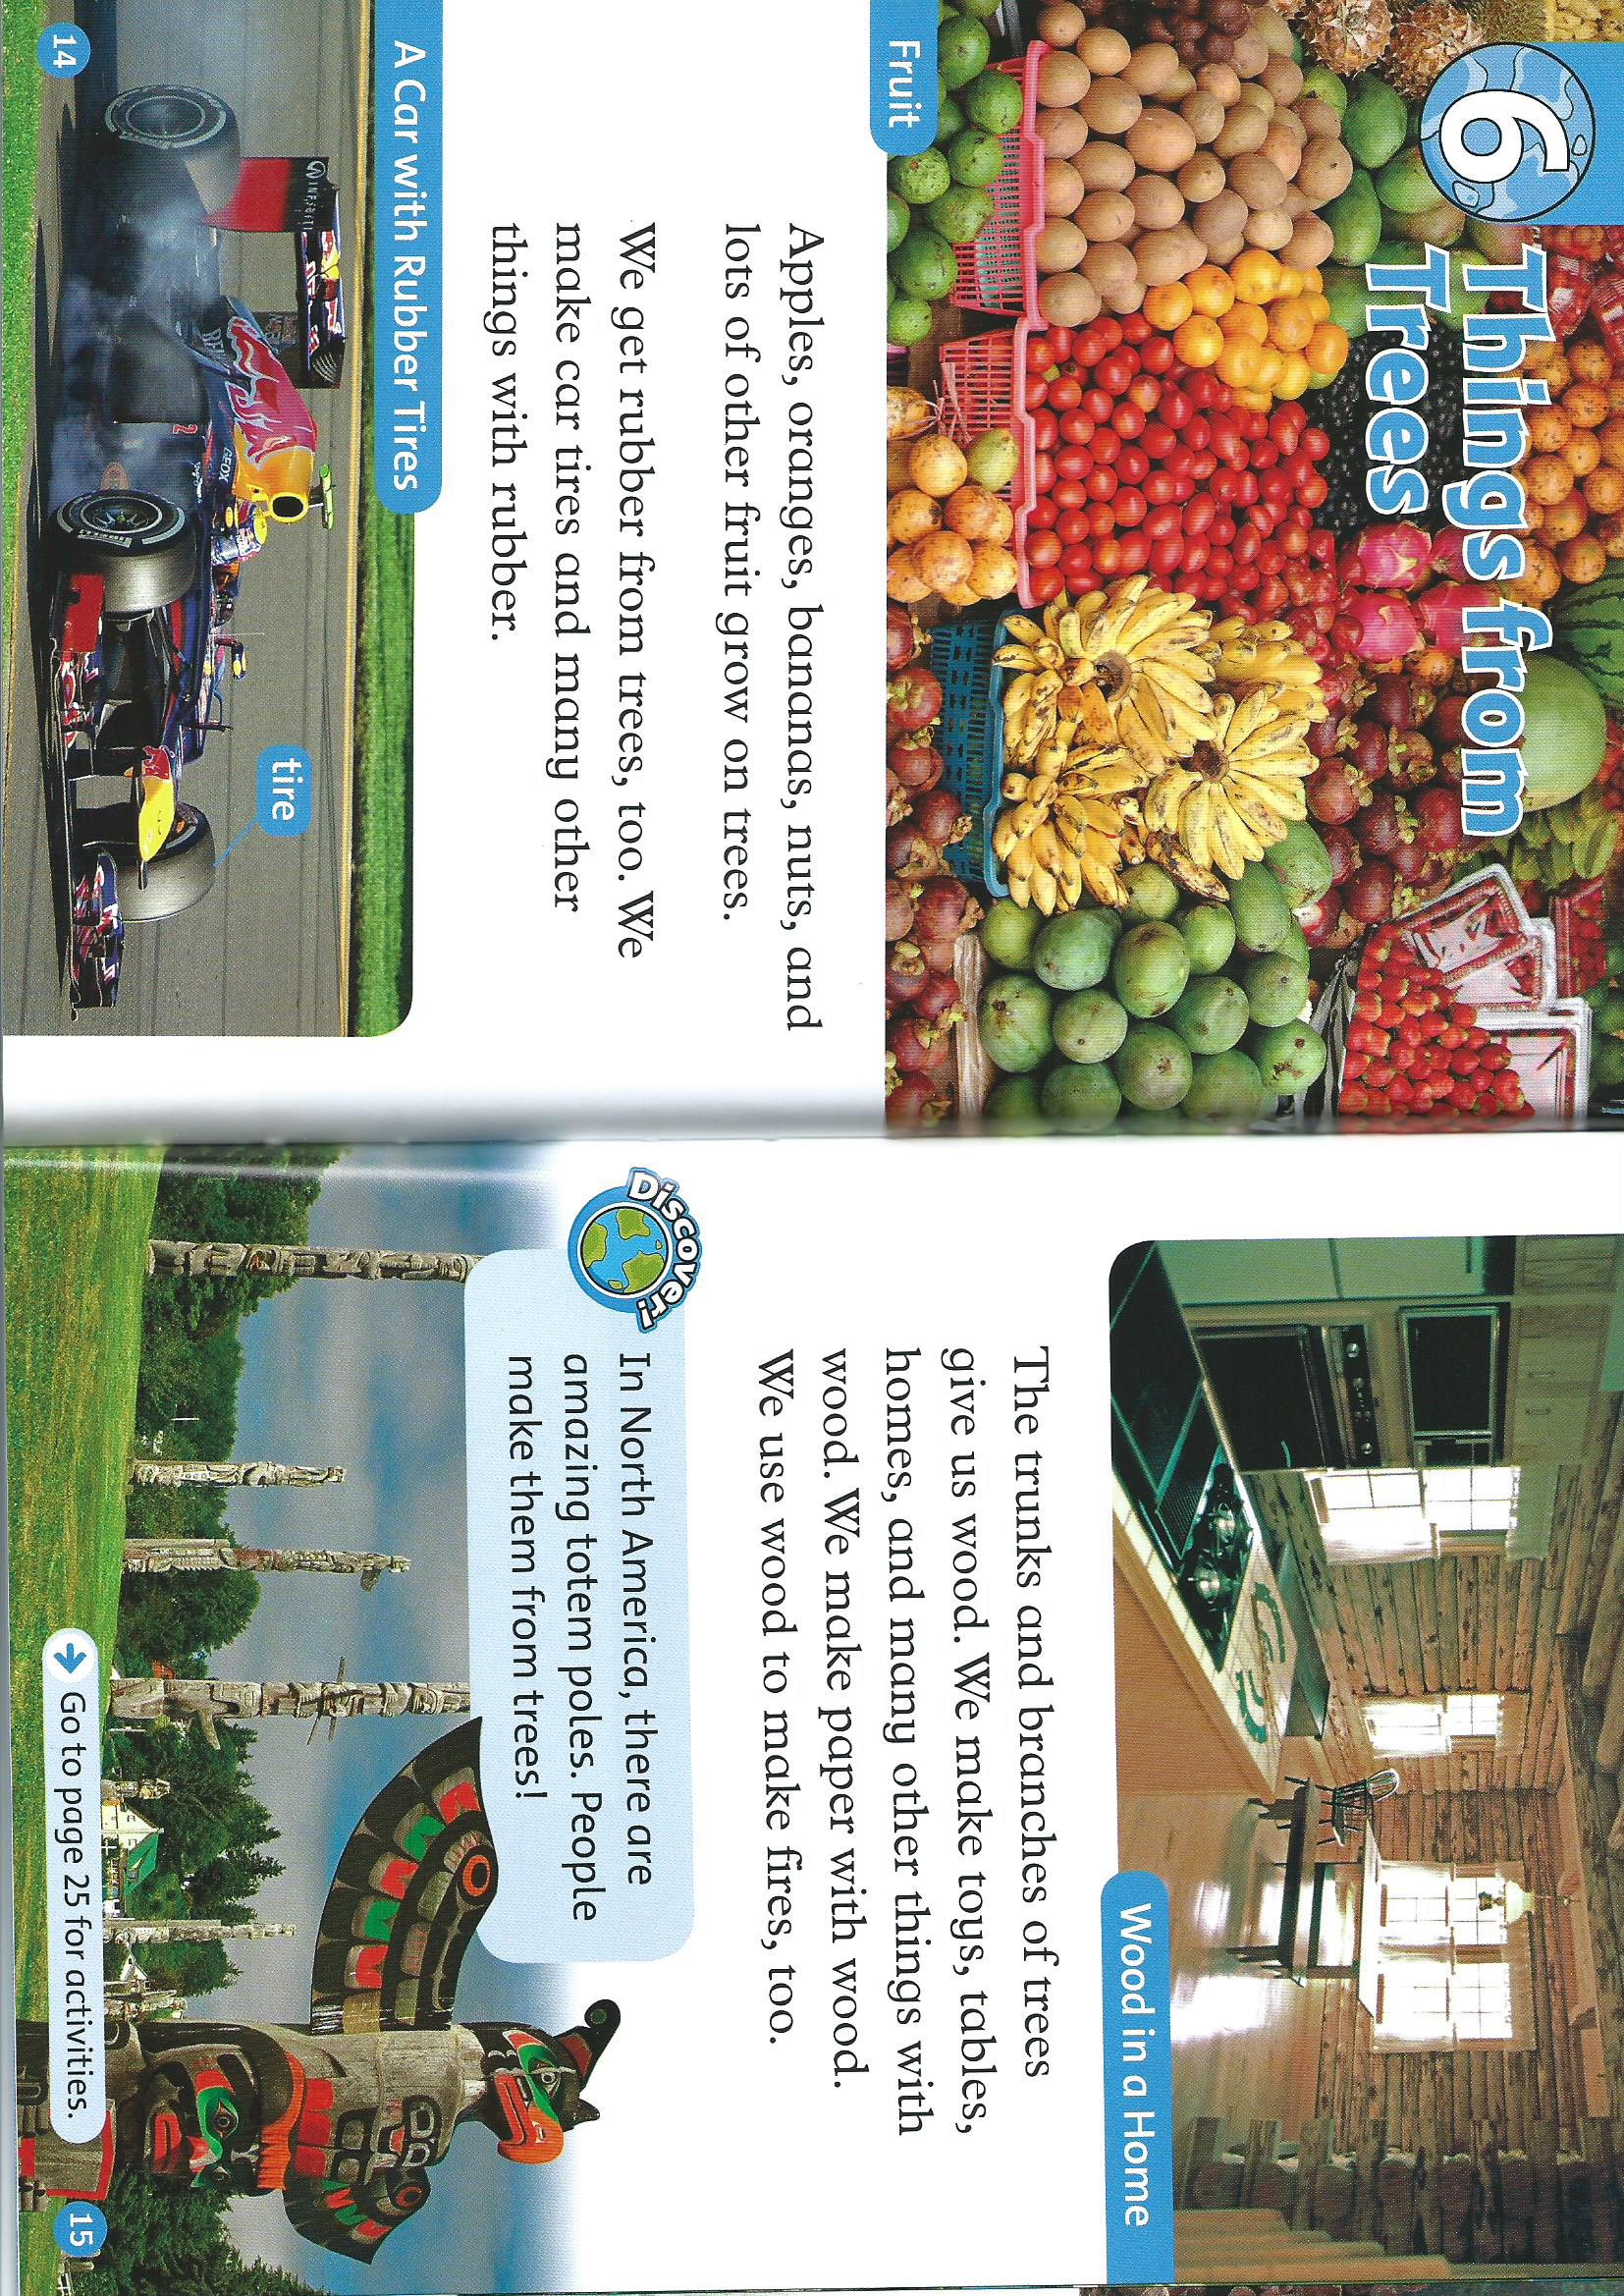 6
Things from
Trees
Fruit
Apples, oranges, bananas, nuts, and
lots of other fruit grow on trees.
We get rubber from trees, too. We
make car tires and many other
things with rubber.
A Car with Rubber Tires
tire
14
Wood in a Home
The trunks and branches of trees
give us wood. We make toys, tables,
homes, and many other things with
wood. We make paper with wood.
We use wood to make fires, too.
Discover!
In North America, there are
amazing totem poles. People
make them from trees!
Go to page 25 for activities.
15